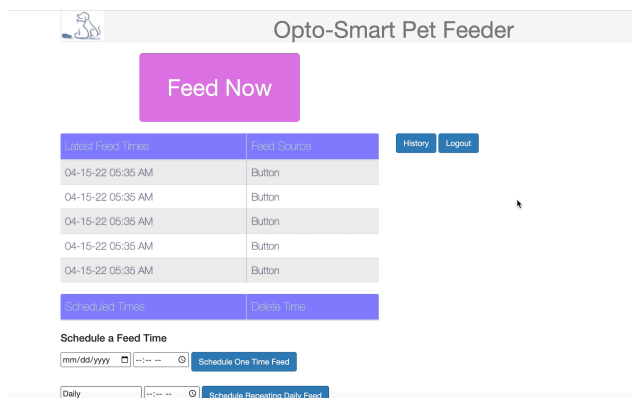 Opto-Smart Pet Feeder
Feed Now
Latest Feed Times Feed Source
History Logout
04-15-22 05:35 AM Button
04-15-22 05:35 AM Button
04-15-22 05:35 AM Button
04-15-22 05:35 AM Button
04-15-22 05:35 AM Button
Scheduled Times Delete Time
Schedule a Feed Time
mm/dd/yyyy --:-- -- Schedule One Time Feed
Daily --:-- -- Schedule Repeating Daily Feed